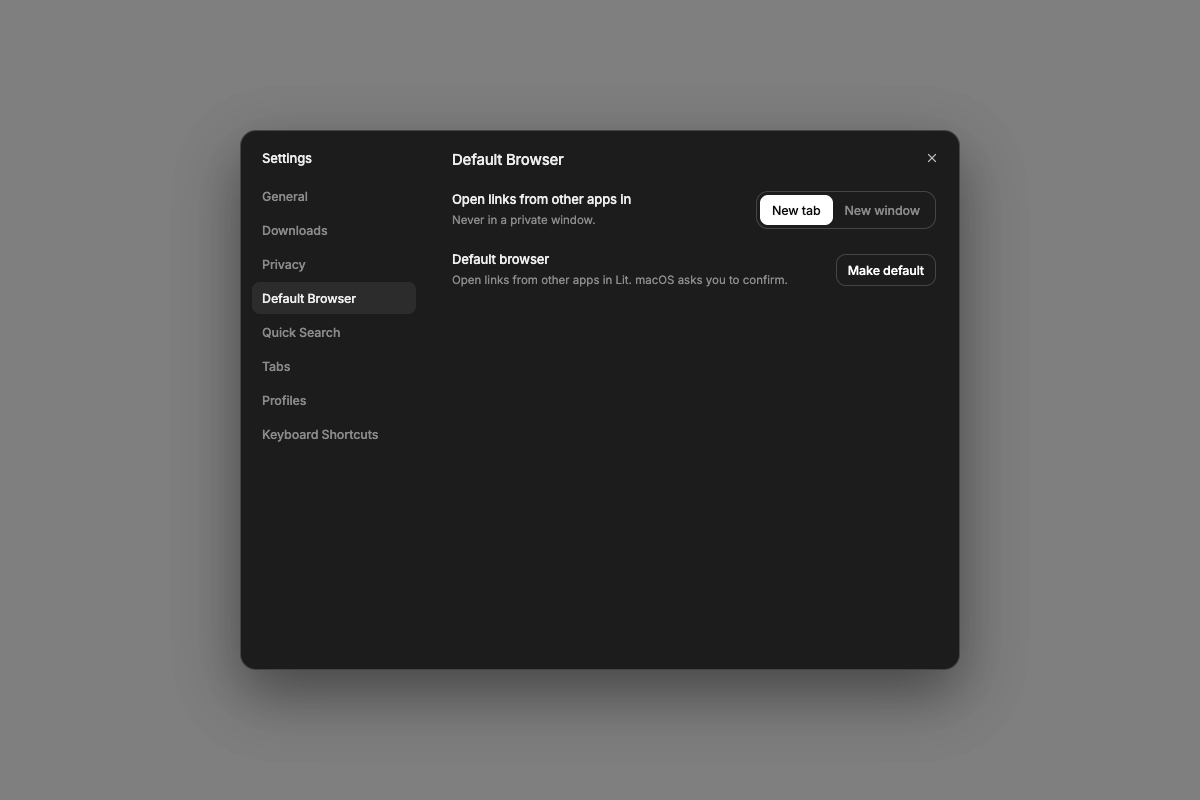 Settings
General
Downloads
Privacy
Default Browser
Quick Search
Tabs
Profiles
Keyboard Shortcuts
Default Browser
Open links from other apps in
Never in a private window.
New tab
New window
Default browser
Open links from other apps in Lit. macOS asks you to confirm.
Make default